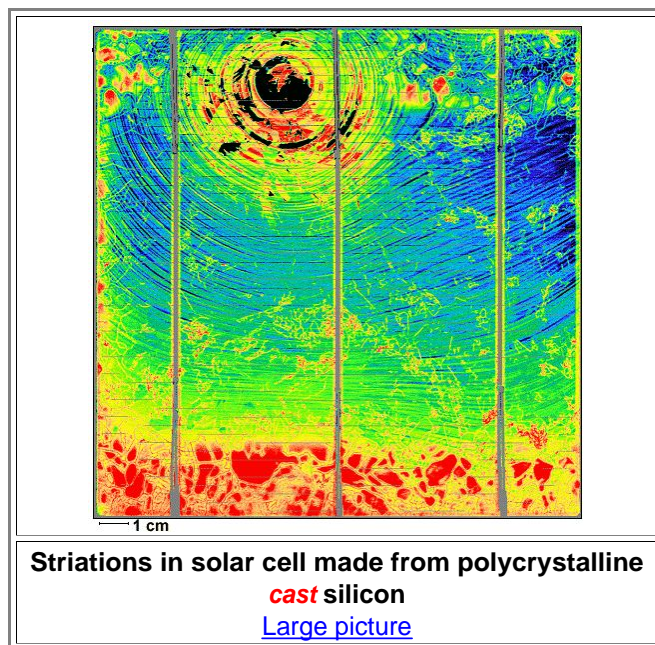 1 cm
Striations in solar cell made from polycrystalline
cast silicon
Large picture